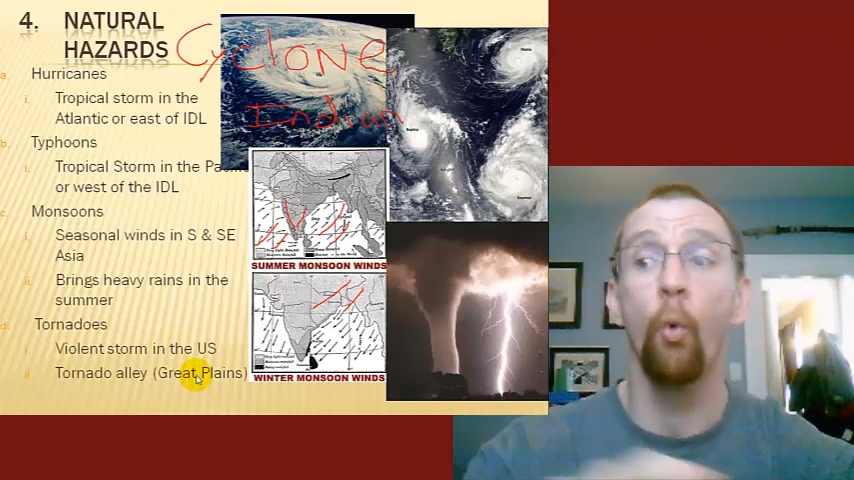 4. NATURAL
HAZARDS
a. Hurricanes
i. Tropical storm in the
Atlantic or east of IDL
b. Typhoons
i. Tropical Storm in the
or west of the IDL
c. Monsoons
i. Seasonal winds in S & SE
Asia
ii. Brings heavy rains in the
summer
d. Tornadoes
i. Violent storm in the US
ii. Tornado alley (Great Plains)
Cyclone
Indian
SUMMER MONSOON WINDS
WINTER MONSOON WINDS